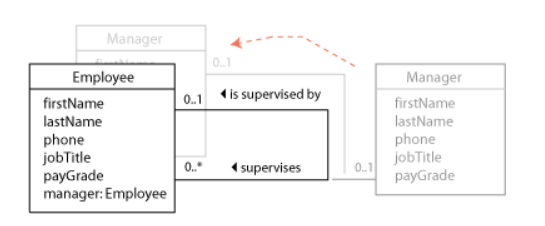 Manager
firstName
0..1
Employee
Manager
firstName
lastName
phone
jobTitle
payGrade
manager: Employee
0..1
is supervised by
0..*
supervises
0..1
firstName
lastName
phone
jobTitle
payGrade